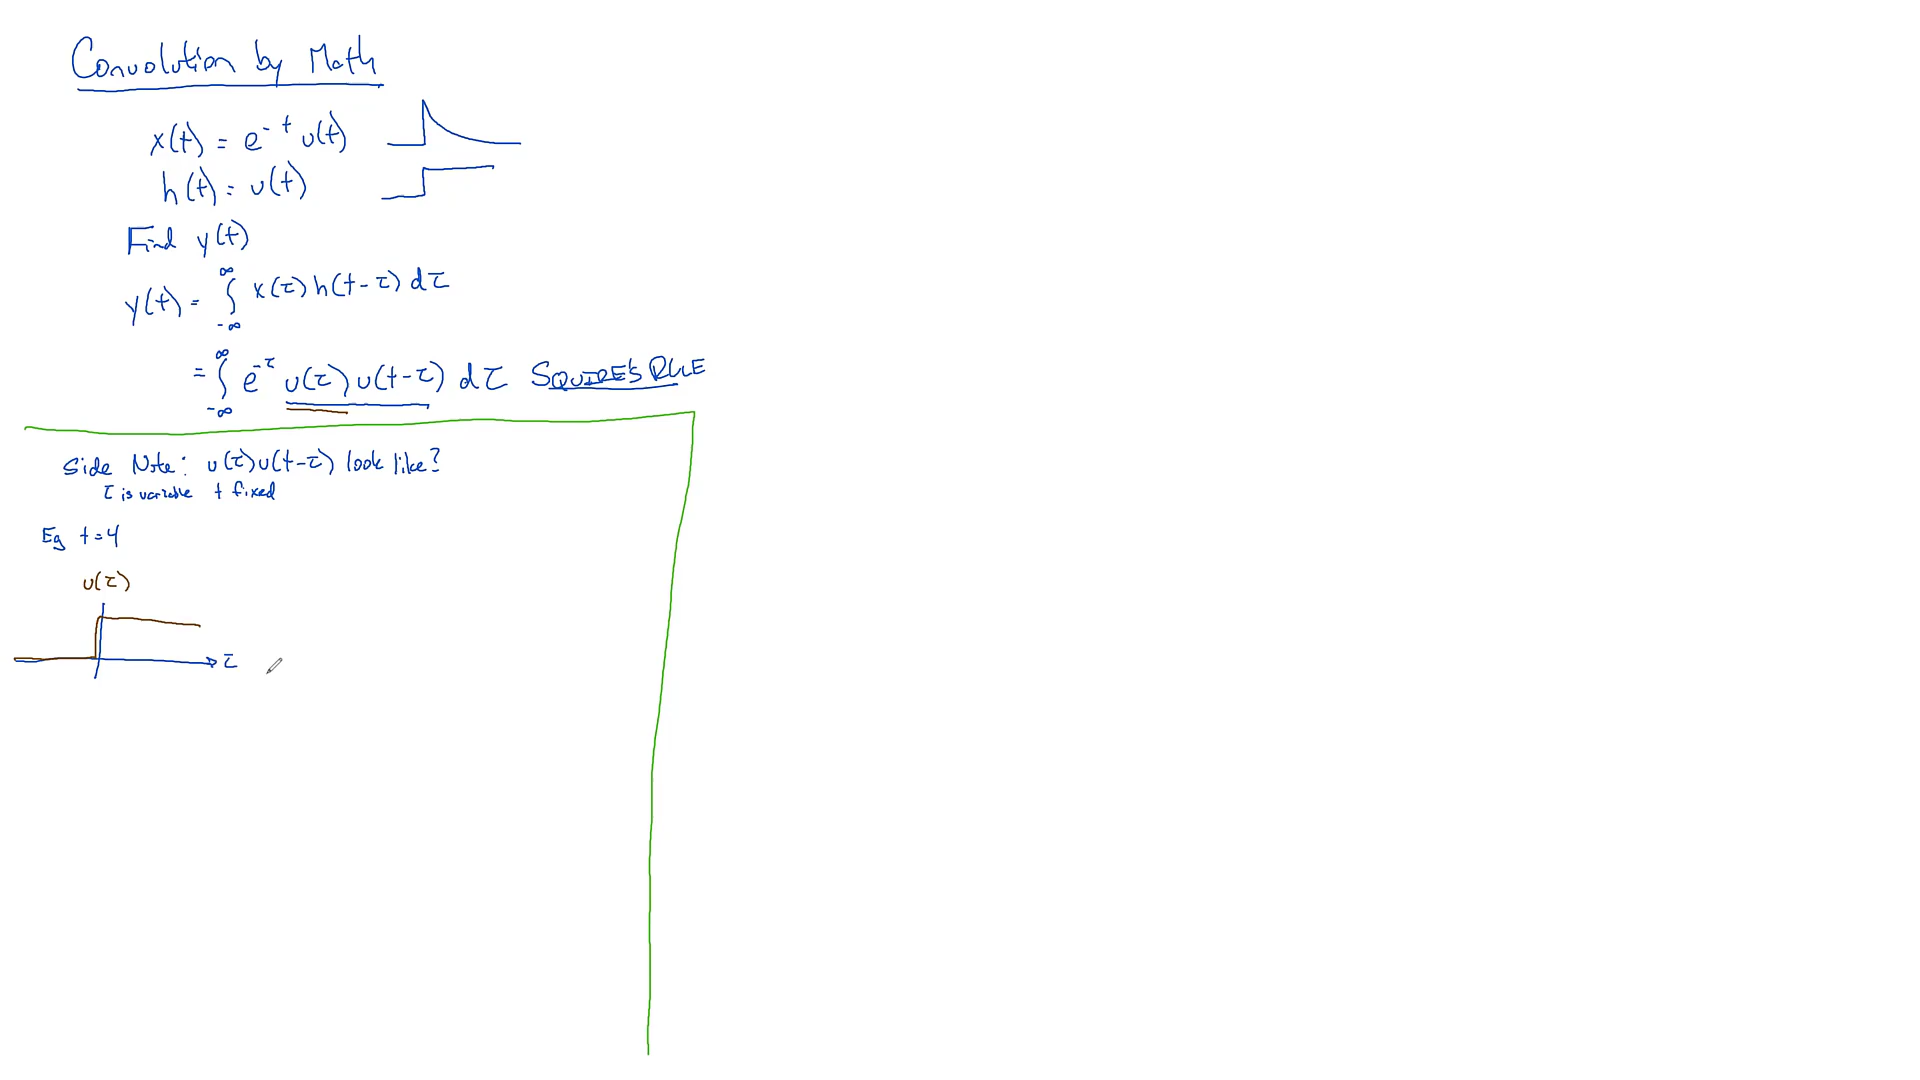 Convolution by Math
x(t) = e^{-t} u(t)
h(t) = u(t)
Find y(t)
y(t) = ∫_{-∞}^{∞} x(τ) h(t-τ) dτ
= ∫_{-∞}^{∞} e^{-τ} u(τ) u(t-τ) dτ SQUIRE'S RULE
Side Note: u(τ)u(t-τ) look like?
τ is variable t fixed
Eg t=4
u(τ)
τ